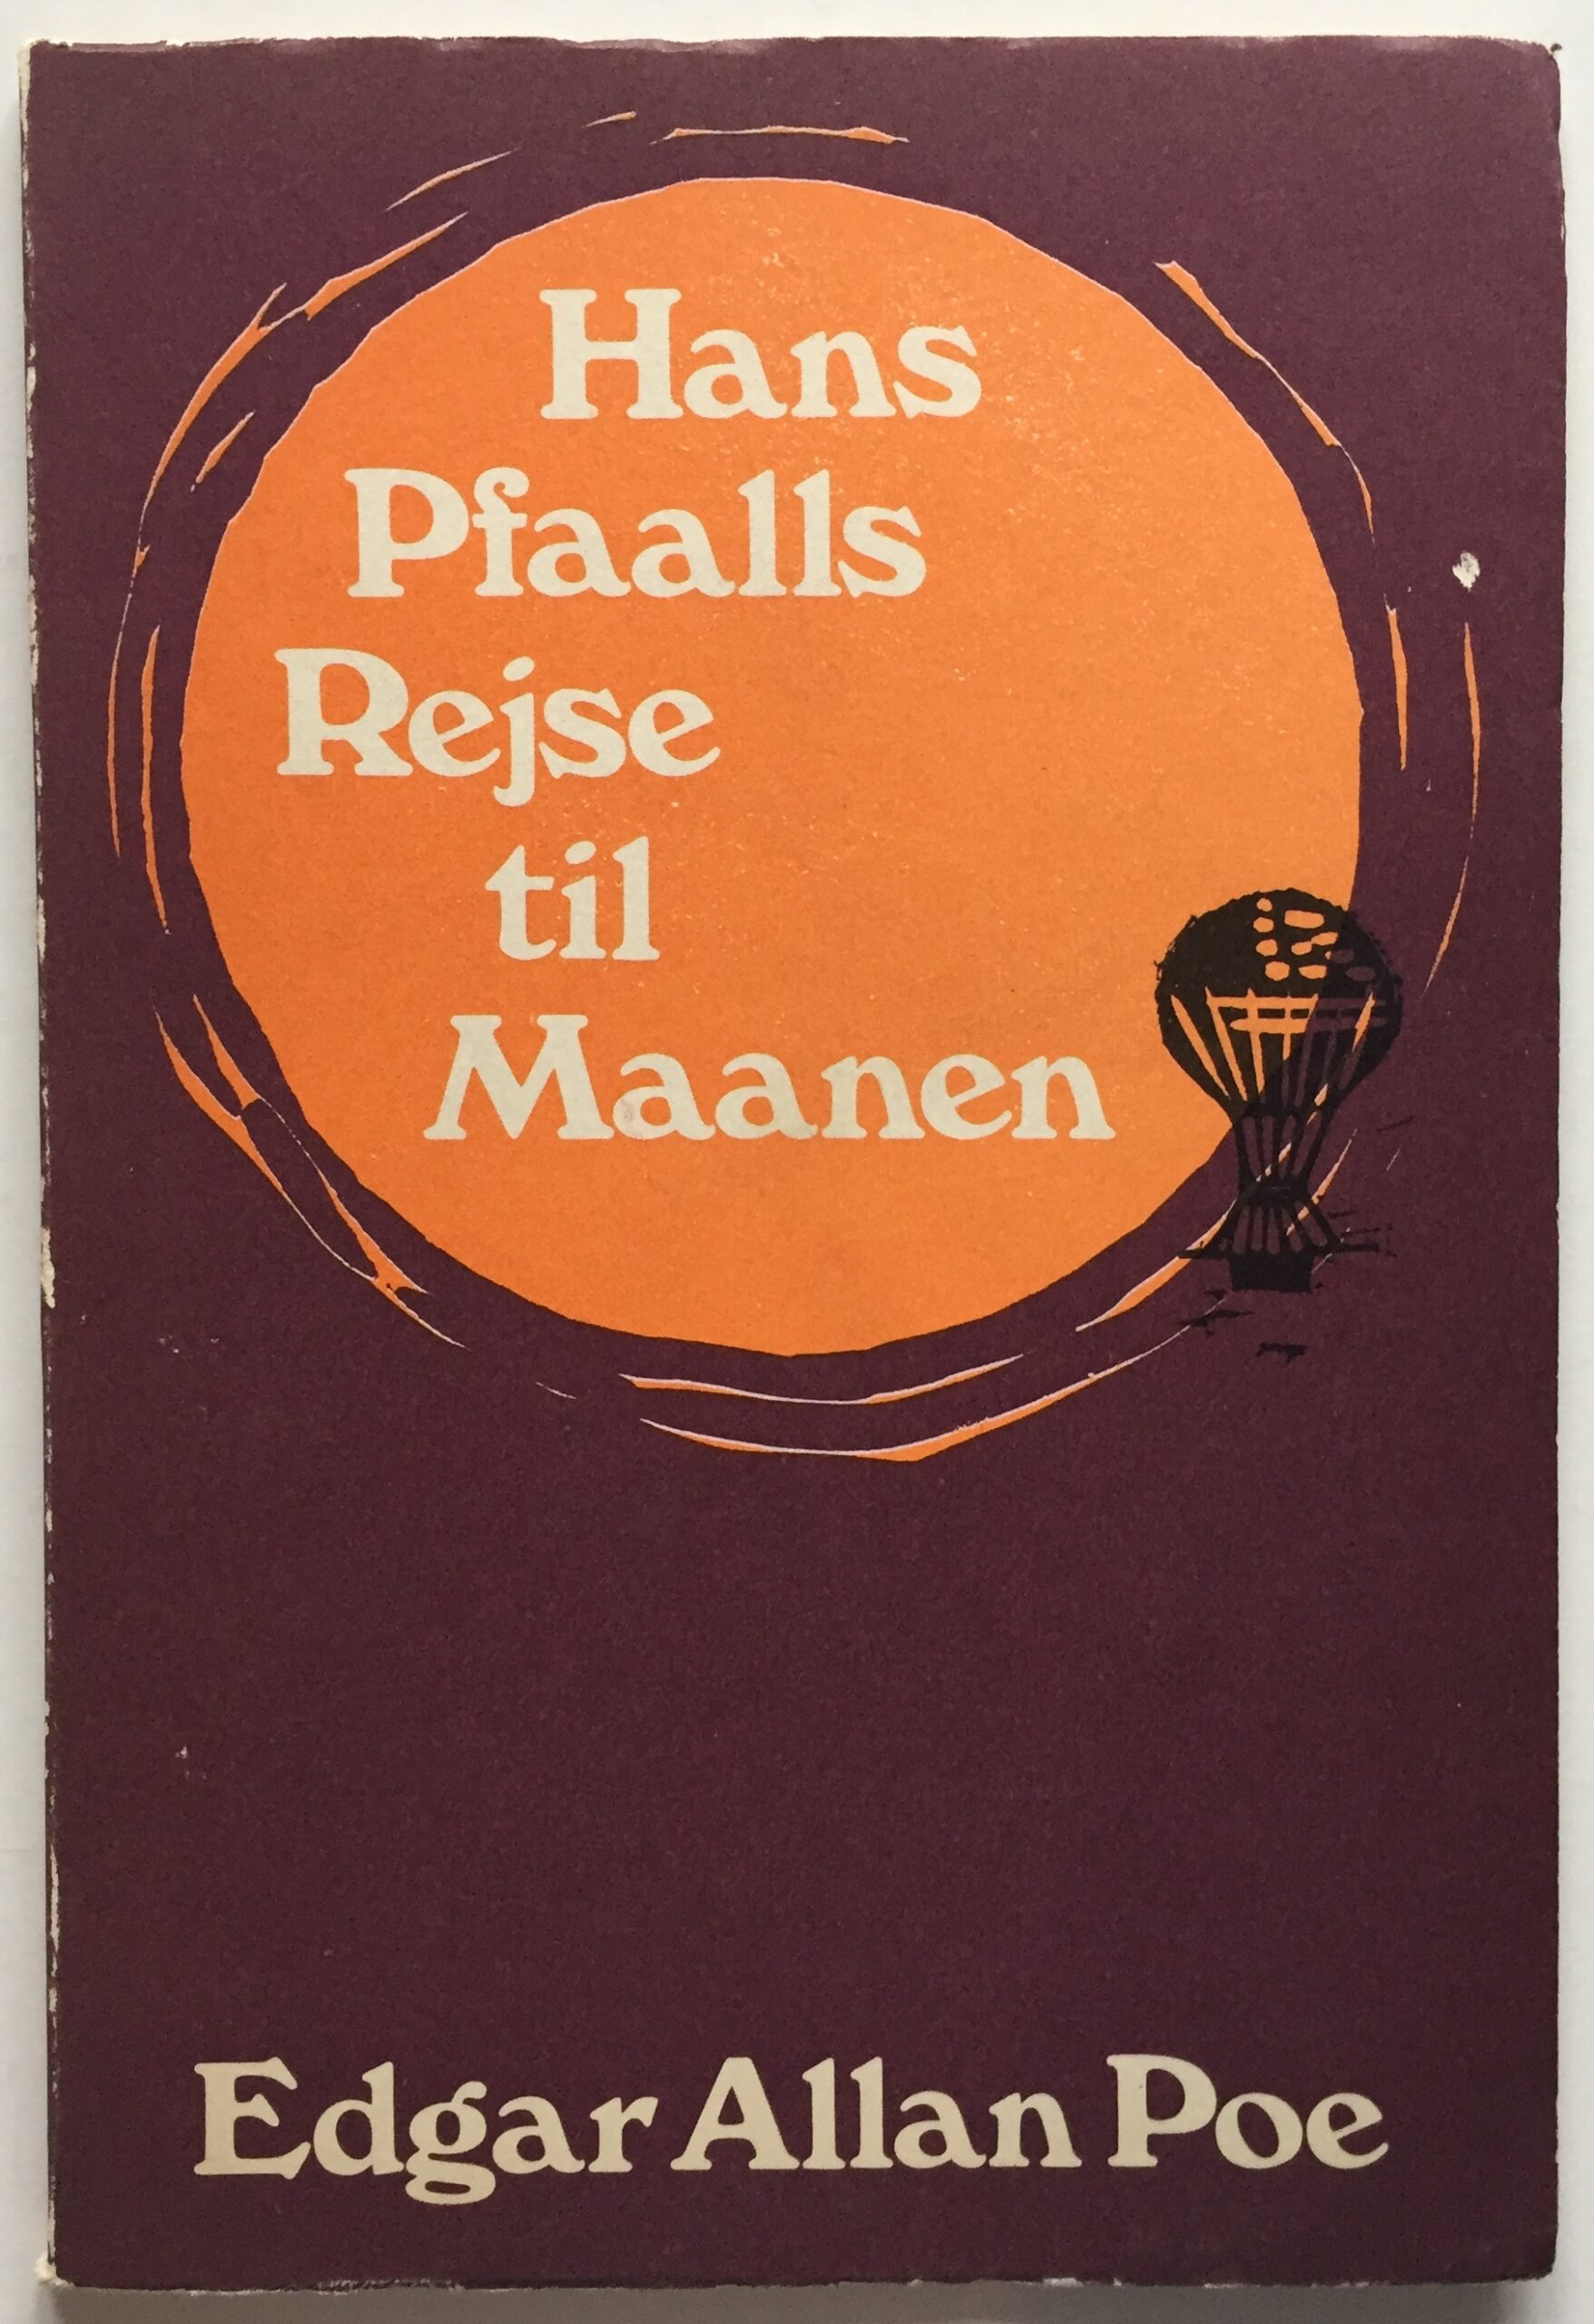 Hans
Pfaalls
Rejse
til
Maanen
Edgar Allan Poe